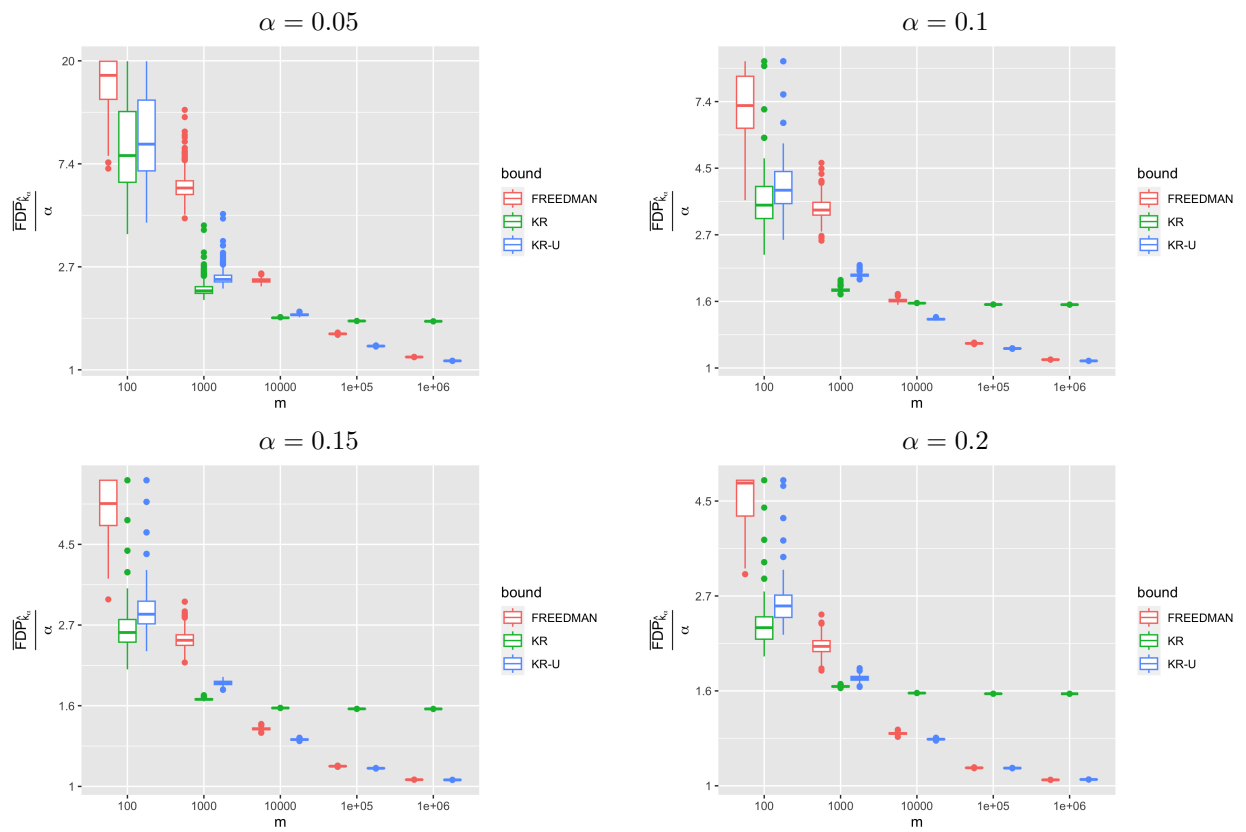 α = 0.05
20
7.4
2.7
1
100
1000
10000
1e+05
1e+06
m
FDP k̂α
α
bound
FREEDMAN
KR
KR-U
α = 0.1
7.4
4.5
2.7
1.6
1
100
1000
10000
1e+05
1e+06
m
FDP k̂α
α
bound
FREEDMAN
KR
KR-U
α = 0.15
4.5
2.7
1.6
1
100
1000
10000
1e+05
1e+06
m
FDP k̂α
α
bound
FREEDMAN
KR
KR-U
α = 0.2
4.5
2.7
1.6
1
100
1000
10000
1e+05
1e+06
m
FDP k̂α
α
bound
FREEDMAN
KR
KR-U